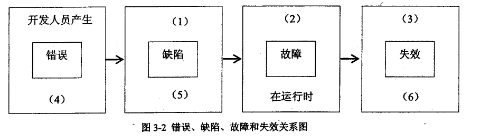 开发人员产生
（1）
（2）
（3）
错误
缺陷
故障
失效
（4）
（5）
在运行时
（6）
图 3-2 错误、缺陷、故障和失效关系图